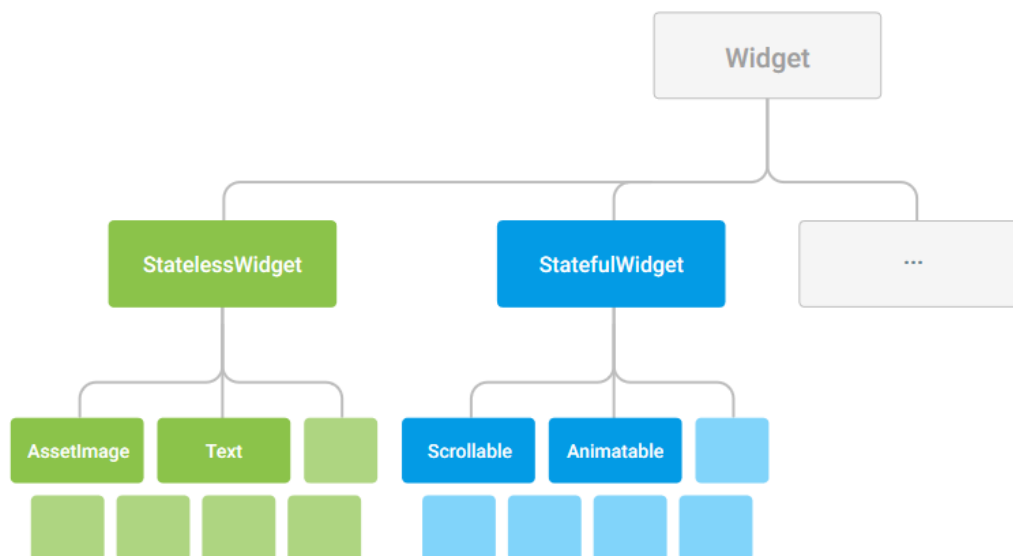 Widget
StatelessWidget
StatefulWidget
...
AssetImage
Text
Scrollable
Animatable